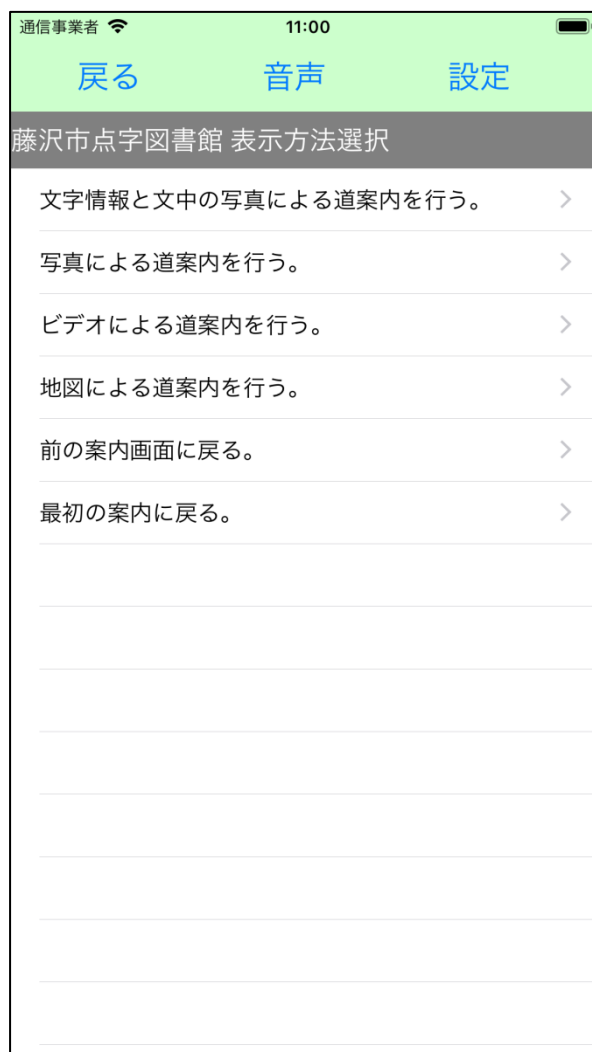 通信事業者 11:00
戻る 音声 設定
藤沢市点字図書館 表示方法選択
文字情報と文中の写真による道案内を行う。
写真による道案内を行う。
ビデオによる道案内を行う。
地図による道案内を行う。
前の案内画面に戻る。
最初の案内に戻る。